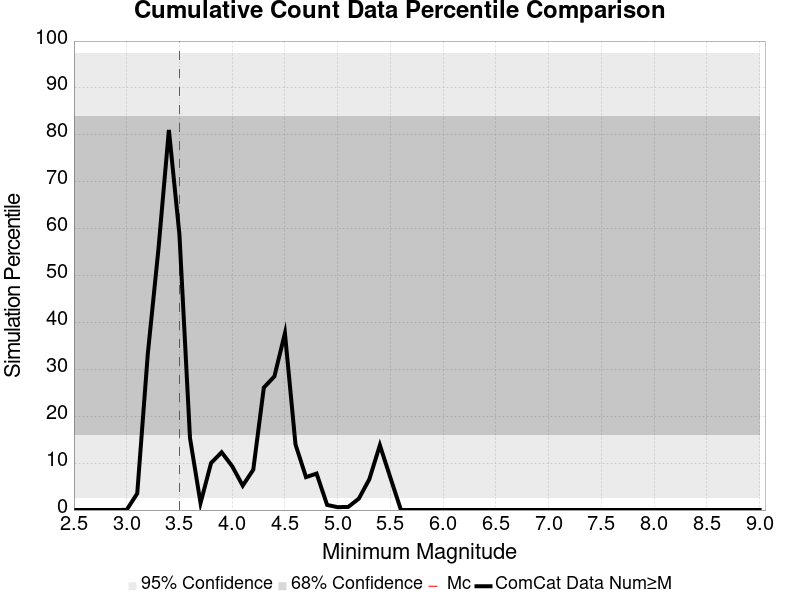 Cumulative Count Data Percentile Comparison
100
90
80
70
60
50
40
30
20
10
0
Simulation Percentile
2.5 3.0 3.5 4.0 4.5 5.0 5.5 6.0 6.5 7.0 7.5 8.0 8.5 9.0
Minimum Magnitude
95% Confidence 68% Confidence Mc ComCat Data Num≥M